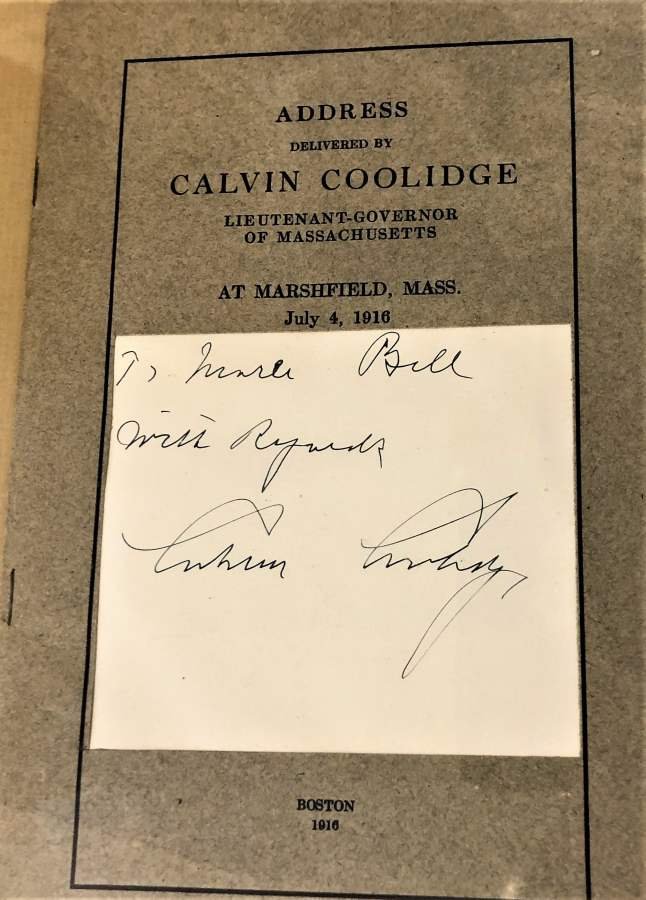 ADDRESS
DELIVERED BY
CALVIN COOLIDGE
LIEUTENANT-GOVERNOR
OF MASSACHUSETTS
AT MARSHFIELD, MASS.
July 4, 1916
To Bell
With Regards
Calvin Coolidge
BOSTON
1916